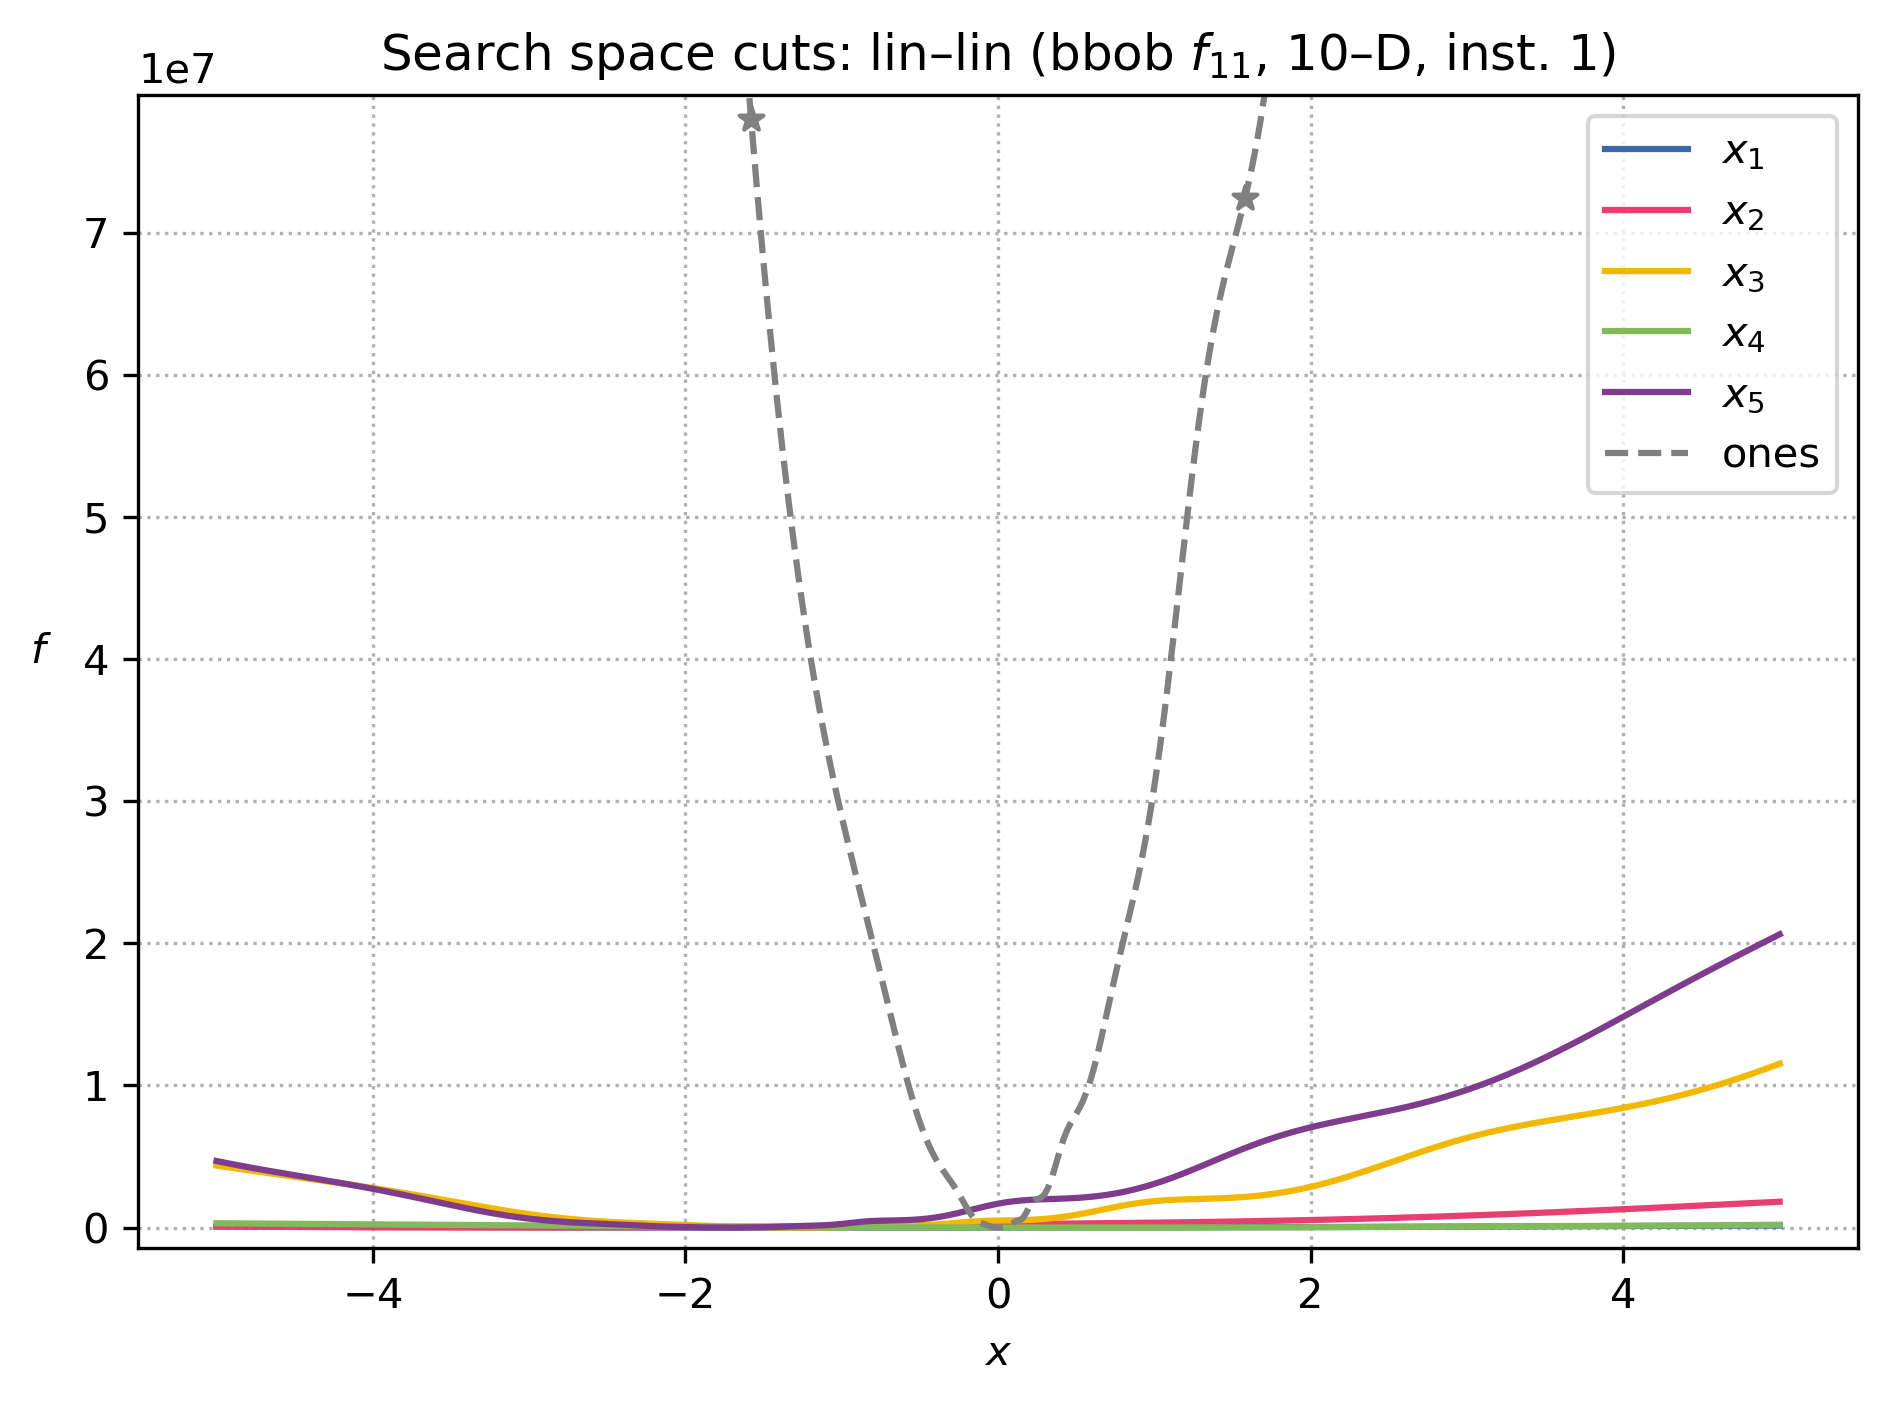 Search space cuts: lin–lin (bbob f₁₁, 10–D, inst. 1)
1e7
7
6
5
4
3
2
1
0
f
−4
−2
0
2
4
x
x₁
x₂
x₃
x₄
x₅
ones